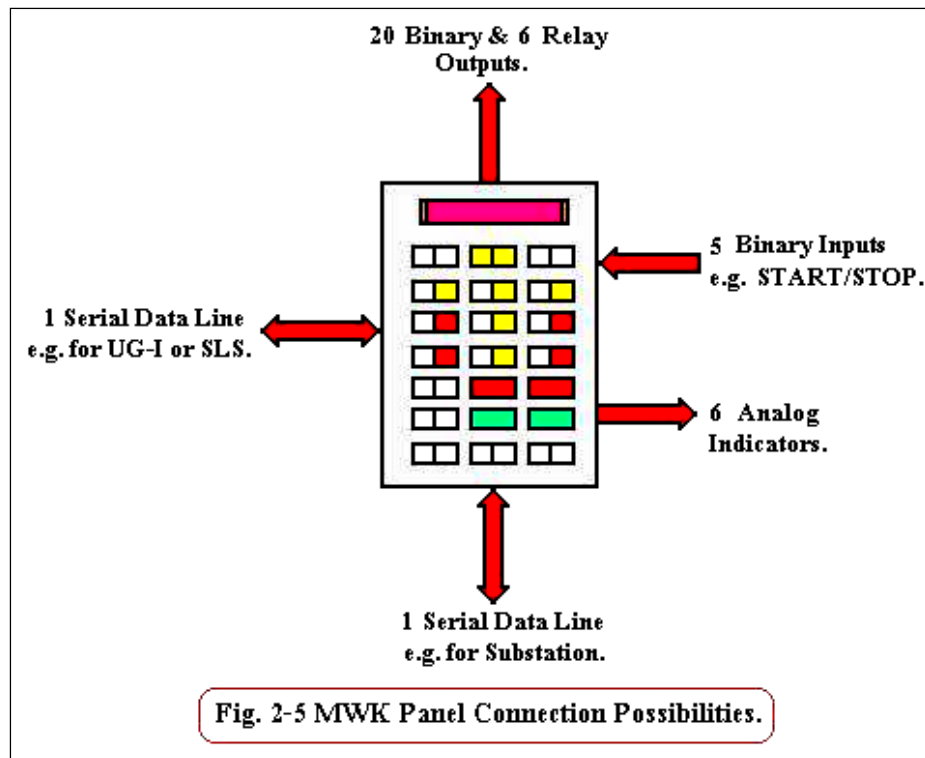 20 Binary & 6 Relay
Outputs.
5 Binary Inputs
e.g. START/STOP.
1 Serial Data Line
e.g. for UG-I or SLS.
6 Analog
Indicators.
1 Serial Data Line
e.g. for Substation.
Fig. 2-5 MWK Panel Connection Possibilities.